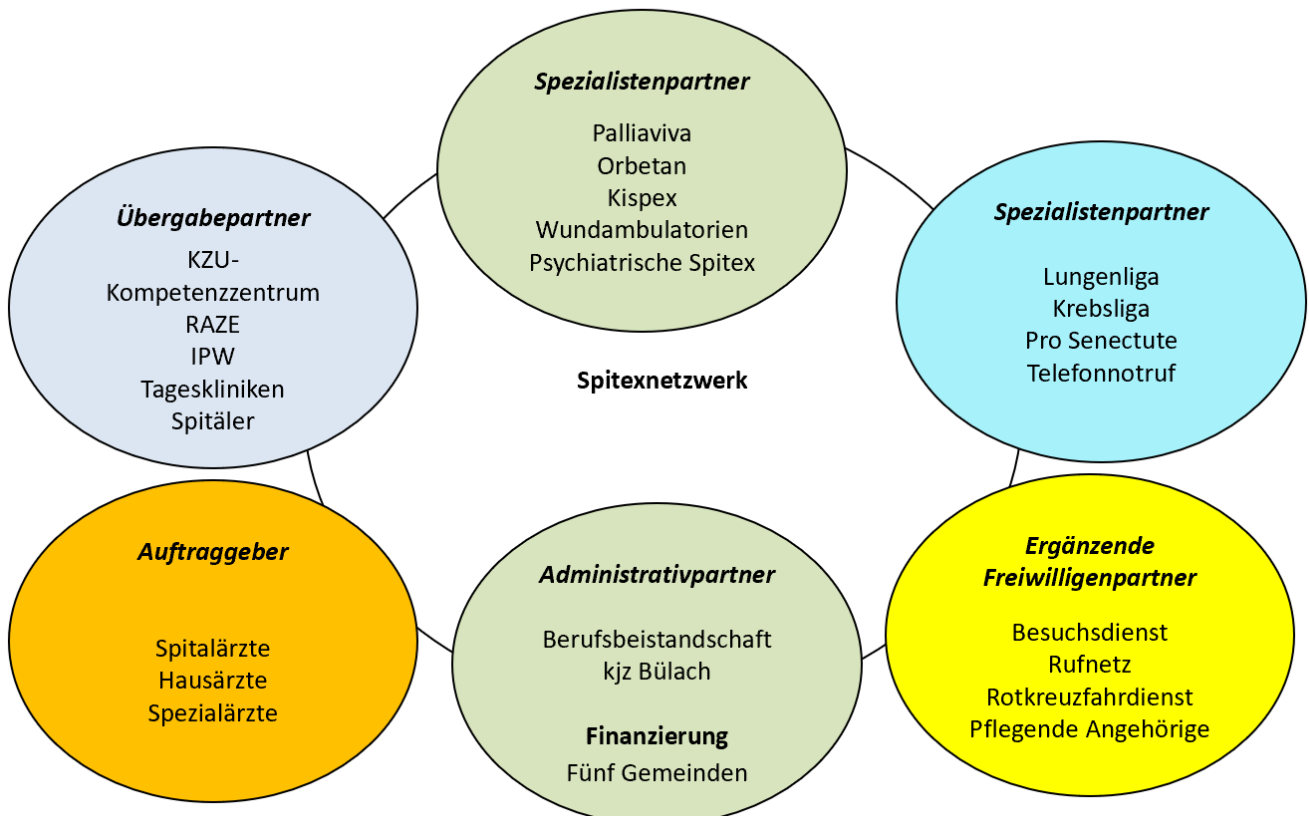 Spezialistenpartner
Palliaviva
Orbetan
Kispex
Wundambulatorien
Psychiatrische Spitex
Übergabepartner
KZU-
Kompetenzzentrum
RAZE
IPW
Tageskliniken
Spitäler
Spezialistenpartner
Lungenliga
Krebsliga
Pro Senectute
Telefonnotruf
Spitexnetzwerk
Auftraggeber
Spitalärzte
Hausärzte
Spezialärzte
Administrativpartner
Berufsbeistandschaft
kjz Bülach
Finanzierung
Fünf Gemeinden
Ergänzende
Freiwilligenpartner
Besuchsdienst
Rufnetz
Rotkreuzfahrdienst
Pflegende Angehörige